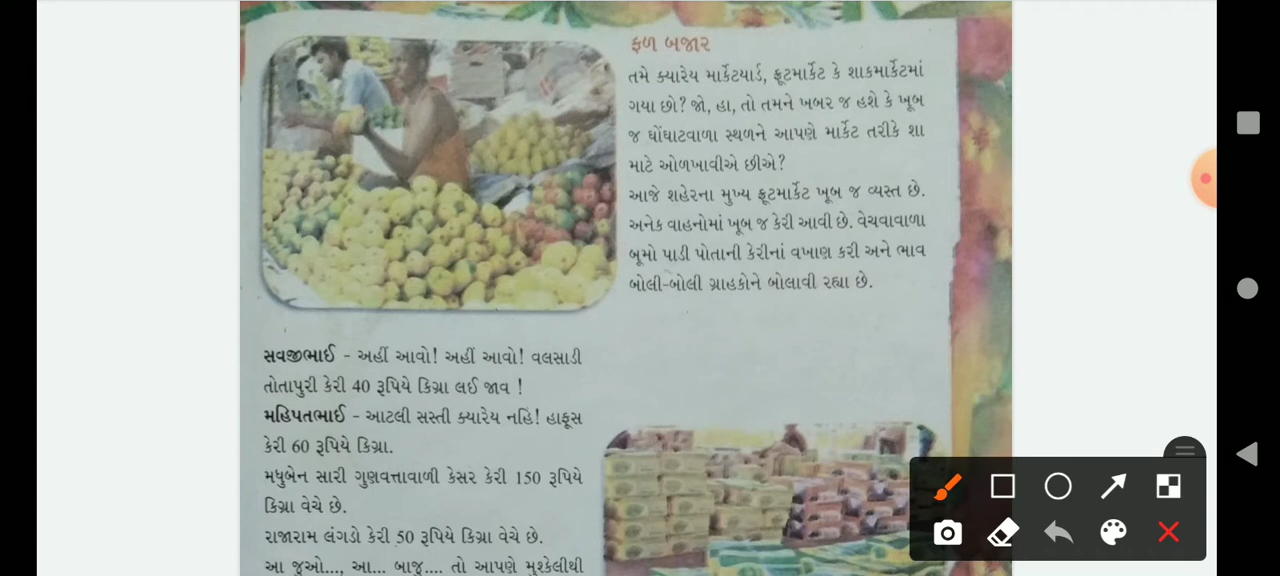 ફળ બજાર
તમે ક્યારેય માર્કેટયાર્ડ, ફ્રૂટમાર્કેટ કે શાકમાર્કેટમાં
ગયા છો? જો, હા, તો તમને ખબર જ હશે કે ખૂબ
જ ઘોંઘાટવાળા સ્થળને આપણે માર્કેટ તરીકે શા
માટે ઓળખાવીએ છીએ?
આજે શહેરના મુખ્ય ફ્રૂટમાર્કેટ ખૂબ જ વ્યસ્ત છે.
અનેક વાહનોમાં ખૂબ જ કેરી આવી છે. વેચવાવાળા
બૂમો પાડી પોતાની કેરીનાં વખાણ કરી અને ભાવ
બોલી-બોલી ગ્રાહકોને બોલાવી રહ્યા છે.
સવજીભાઈ - અહીં આવો! અહીં આવો! વલસાડી
તોતાપુરી કેરી 40 રૂપિયે કિગ્રા લઈ જાવ !
મહિપતભાઈ - આટલી સસ્તી ક્યારેય નહિ! હાફૂસ
કેરી 60 રૂપિયે કિગ્રા.
મધુબેન સારી ગુણવત્તાવાળી કેસર કેરી 150 રૂપિયે
કિગ્રા વેચે છે.
રાજારામ લંગડો કેરી 50 રૂપિયે કિગ્રા વેચે છે.
આ જુઓ..., આ... બાજુ.... તો આપણે મુશ્કેલીથી